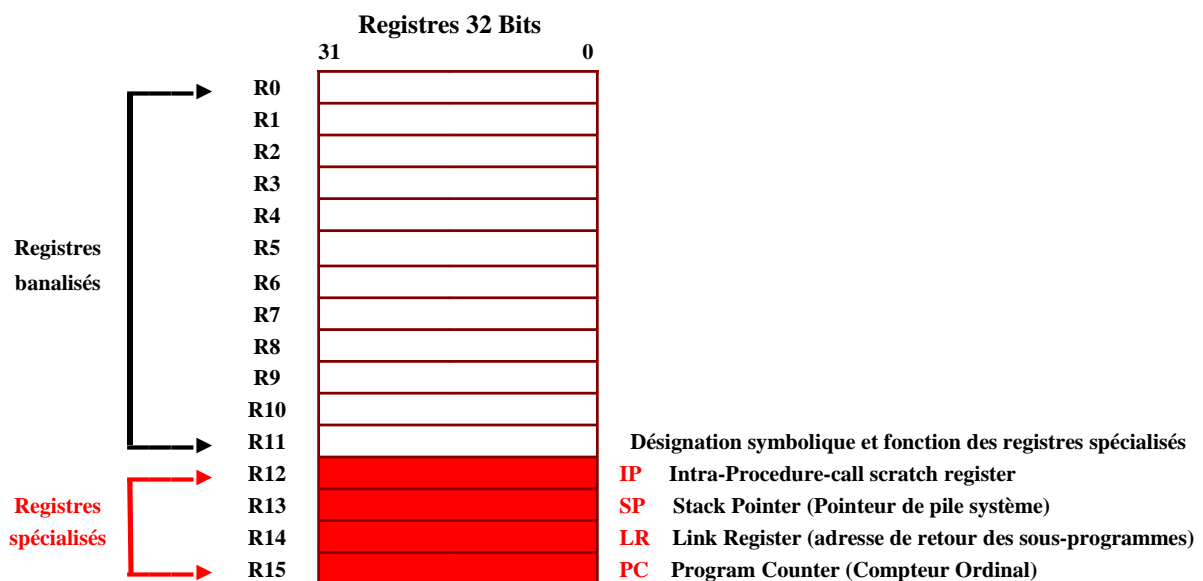 Registres 32 Bits
31 0
R0
R1
R2
R3
R4
R5
R6
R7
R8
R9
R10
R11
R12
R13
R14
R15
Registres
banalisés
Registres
spécialisés
Désignation symbolique et fonction des registres spécialisés
IP Intra-Procedure-call scratch register
SP Stack Pointer (Pointeur de pile système)
LR Link Register (adresse de retour des sous-programmes)
PC Program Counter (Compteur Ordinal)